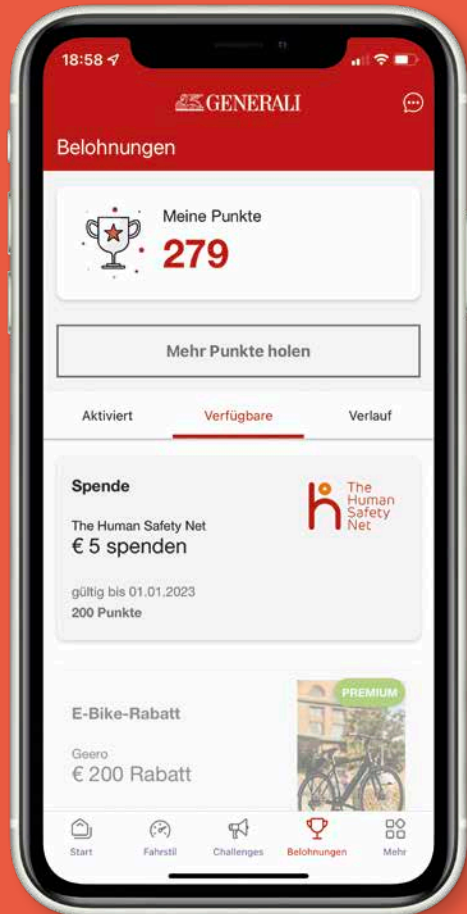 18:58
GENERALI
Belohnungen
Meine Punkte
279
Mehr Punkte holen
Aktiviert
Verfügbare
Verlauf
Spende
The Human Safety Net
€ 5 spenden
gültig bis 01.01.2023
200 Punkte
The
Human
Safety
Net
E-Bike-Rabatt
Geero
€ 200 Rabatt
PREMIUM
Start
Fahrstil
Challenges
Belohnungen
Mehr